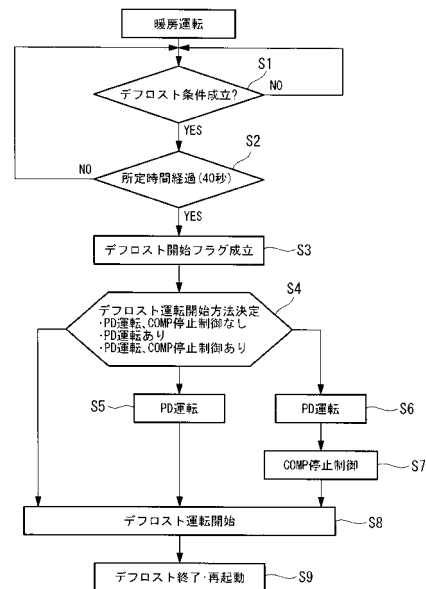 暖房運転
S1
デフロスト条件成立?
NO
YES
S2
NO
所定時間経過(40秒)
YES
デフロスト開始フラグ成立
S3
S4
デフロスト運転開始方法決定
・PD運転、COMP停止制御なし
・PD運転あり
・PD運転、COMP停止制御あり
S5
PD運転
PD運転
S6
COMP停止制御
S7
デフロスト運転開始
S8
デフロスト終了・再起動
S9